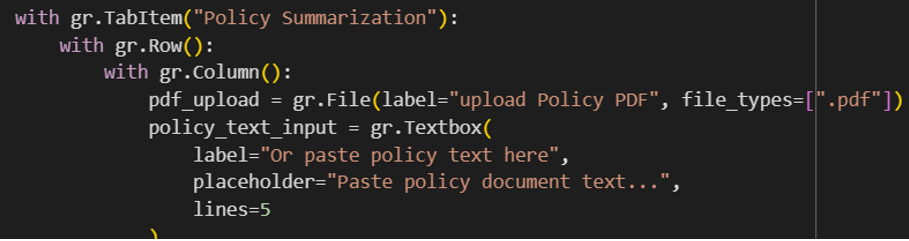 with gr.TabItem("Policy Summarization"):
    with gr.Row():
        with gr.Column():
            pdf_upload = gr.File(label="upload Policy PDF", file_types=[".pdf"])
            policy_text_input = gr.Textbox(
                label="Or paste policy text here",
                placeholder="Paste policy document text...",
                lines=5
            )